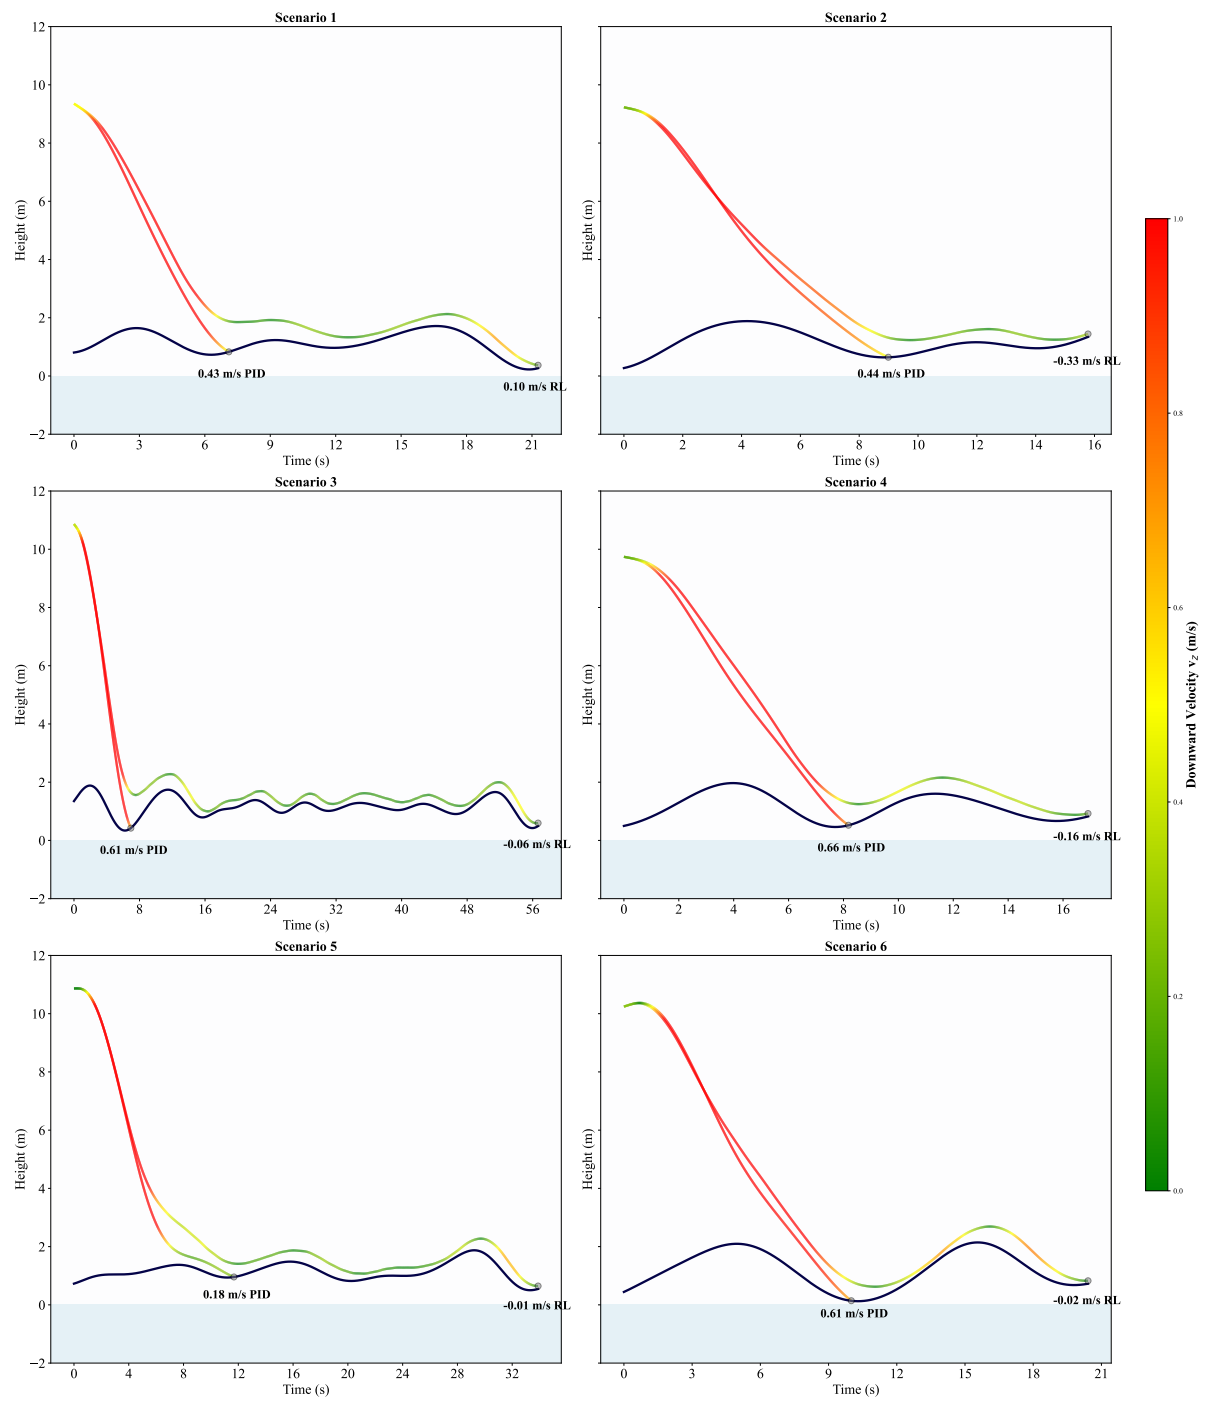 Scenario 1
12
10
8
6
4
2
0
−2
Height (m)
0.43 m/s PID
0.10 m/s RL
0 3 6 9 12 15 18 21
Time (s)
Scenario 2
Height (m)
0.44 m/s PID
-0.33 m/s RL
0 2 4 6 8 10 12 14 16
Time (s)
Scenario 3
12
10
8
6
4
2
0
−2
Height (m)
0.61 m/s PID
-0.06 m/s RL
0 8 16 24 32 40 48 56
Time (s)
Scenario 4
Height (m)
0.66 m/s PID
-0.16 m/s RL
0 2 4 6 8 10 12 14 16
Time (s)
Scenario 5
12
10
8
6
4
2
0
−2
Height (m)
0.18 m/s PID
-0.01 m/s RL
0 4 8 12 16 20 24 28 32
Time (s)
Scenario 6
Height (m)
0.61 m/s PID
-0.02 m/s RL
0 3 6 9 12 15 18 21
Time (s)
1.0
0.8
0.6
0.4
0.2
0.0
Downward Velocity v_z (m/s)